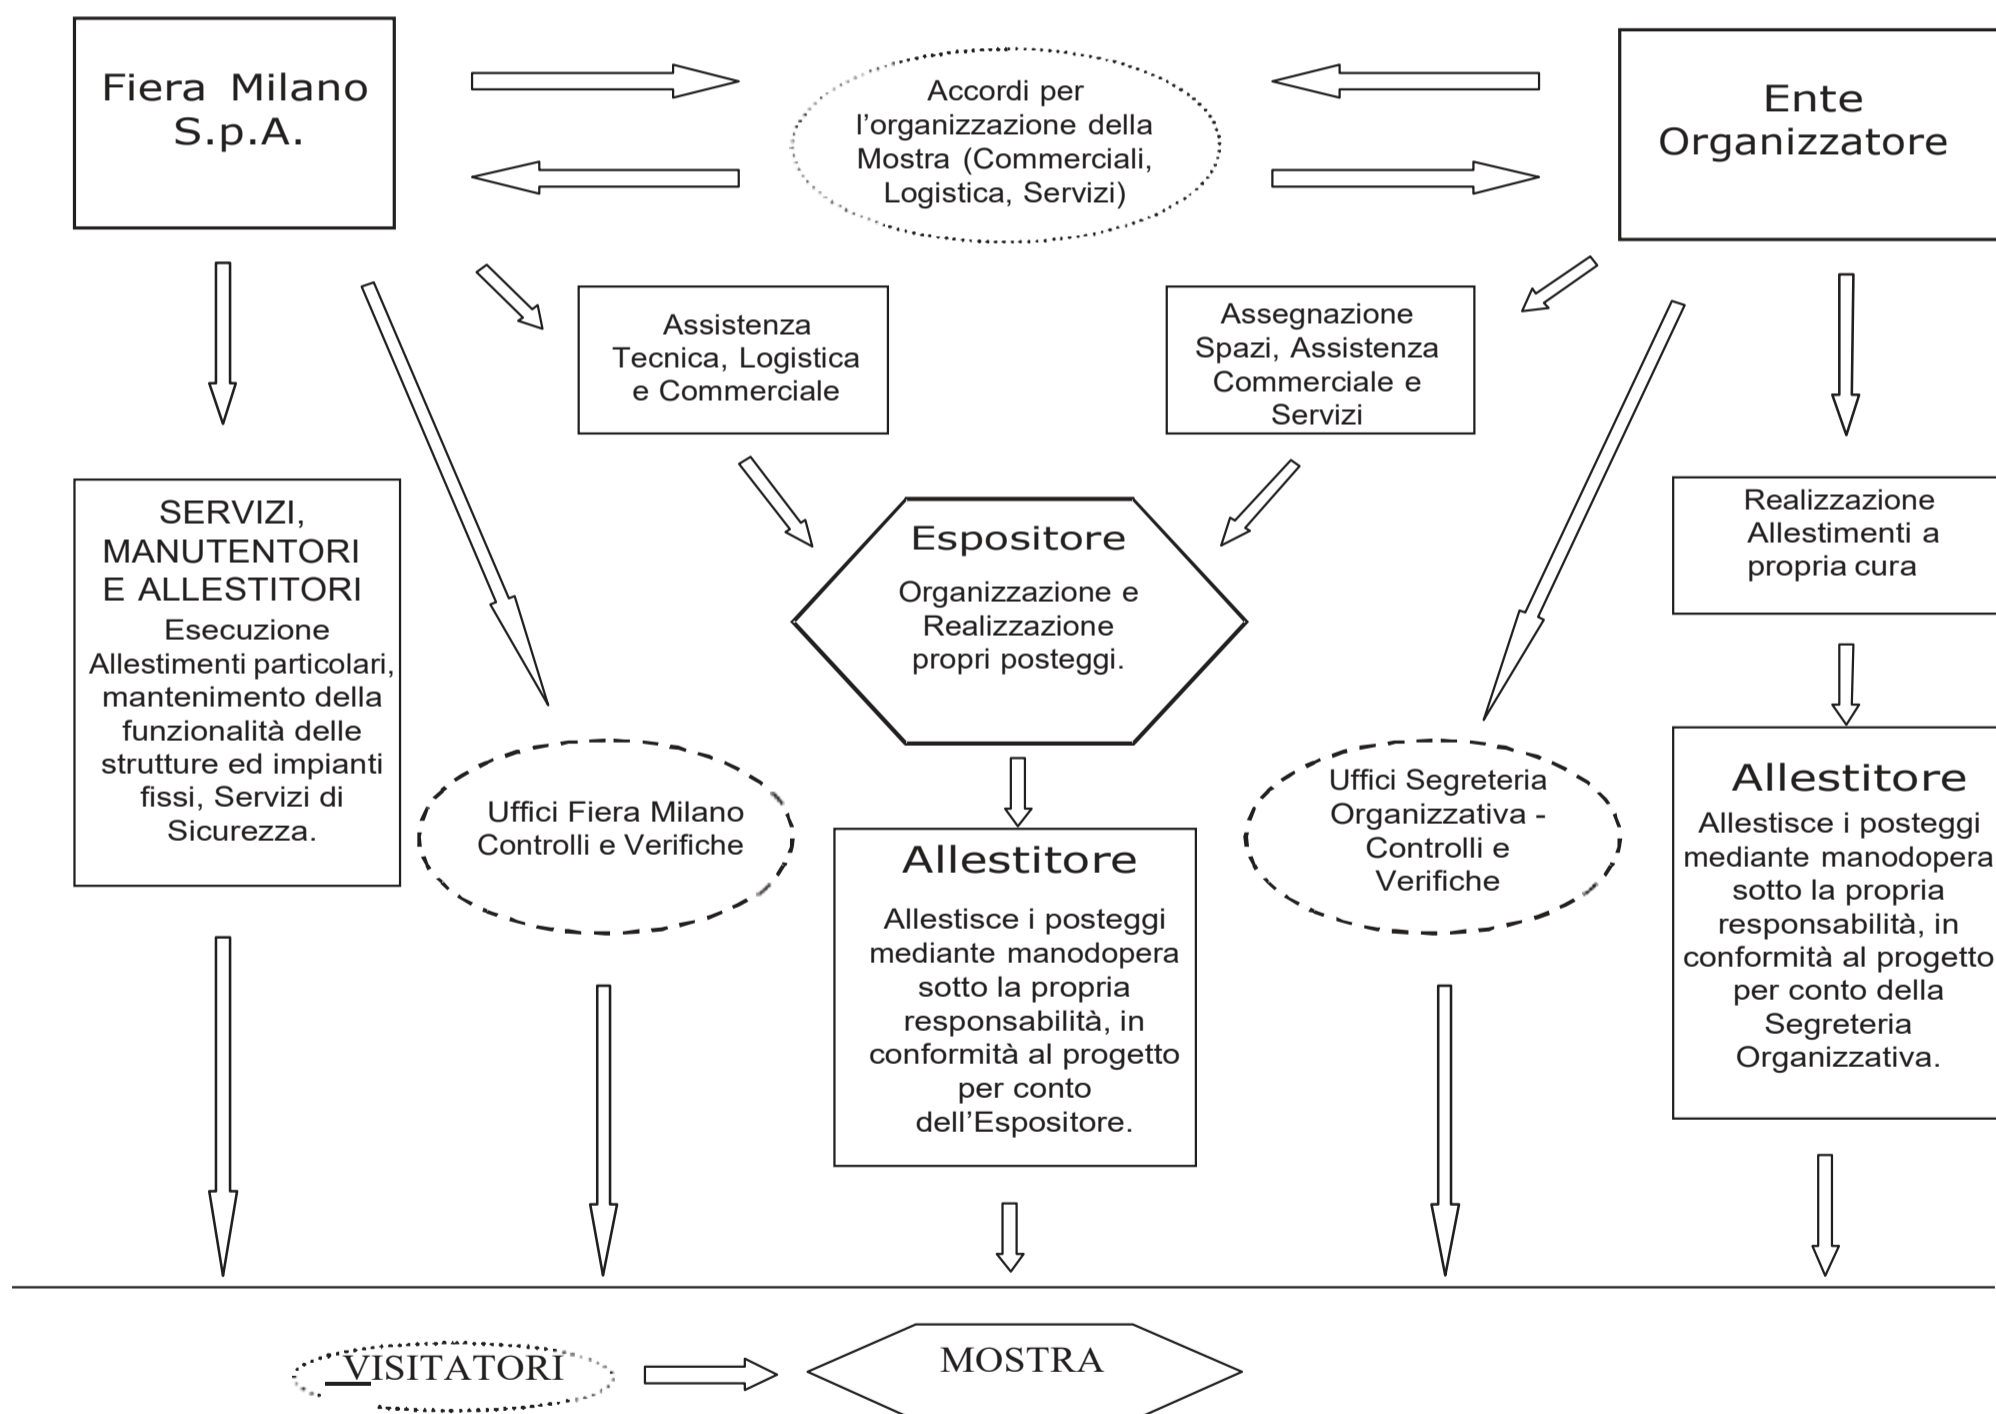 Fiera Milano
S.p.A.
Accordi per
l’organizzazione della
Mostra (Commerciali,
Logistica, Servizi)
Ente
Organizzatore
Assistenza
Tecnica, Logistica
e Commerciale
Assegnazione
Spazi, Assistenza
Commerciale e
Servizi
SERVIZI,
MANUTENTORI
E ALLESTITORI
Esecuzione
Allestimenti particolari,
mantenimento della
funzionalità delle
strutture ed impianti
fissi, Servizi di
Sicurezza.
Espositore
Organizzazione e
Realizzazione
propri posteggi.
Realizzazione
Allestimenti a
propria cura
Uffici Fiera Milano
Controlli e Verifiche
Allestitore
Allestisce i posteggi
mediante manodopera
sotto la propria
responsabilità, in
conformità al progetto
per conto
dell’Espositore.
Uffici Segreteria
Organizzativa -
Controlli e
Verifiche
Allestitore
Allestisce i posteggi
mediante manodopera
sotto la propria
responsabilità, in
conformità al progetto
per conto della
Segreteria
Organizzativa.
VISITATORI
MOSTRA